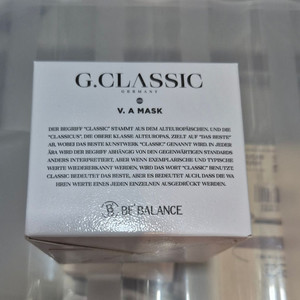 G.CLASSIC
GERMANY
V. A MASK
DER BEGRIFF "CLASSIC" STAMMT AUS DEM ALTEUROPÄISCHEN, UND DIE
"CLASSICUS", DIE OBERE KLASSE ALTEUROPAS, ZIELT AUF "DAS BESTE"
AB, WOBEI DAS BESTE KUNSTWERK "CLASSIC" GENANNT WIRD. IN JEDER
ÄRA WIRD DER BEGRIFF ABHÄNGIG VON DEN GEGENWÄRTIGEN STANDARDS
ANDERS INTERPRETIERT, ABER WENN EXEMPLARISCHE UND TYPISCHE
WERTE WIEDERERKANNT WERDEN, WIRD DAS WORT "CLASSIC" BENUTZT.
CLASSIC BEDEUTET DAS BESTE, ABER ES BEDEUTET AUCH, DASS DIE
IHREN WERTE EINEN JEDEN EINZELNEN AUSGEDRÜCKT WERDEN.
B BE BALANCE